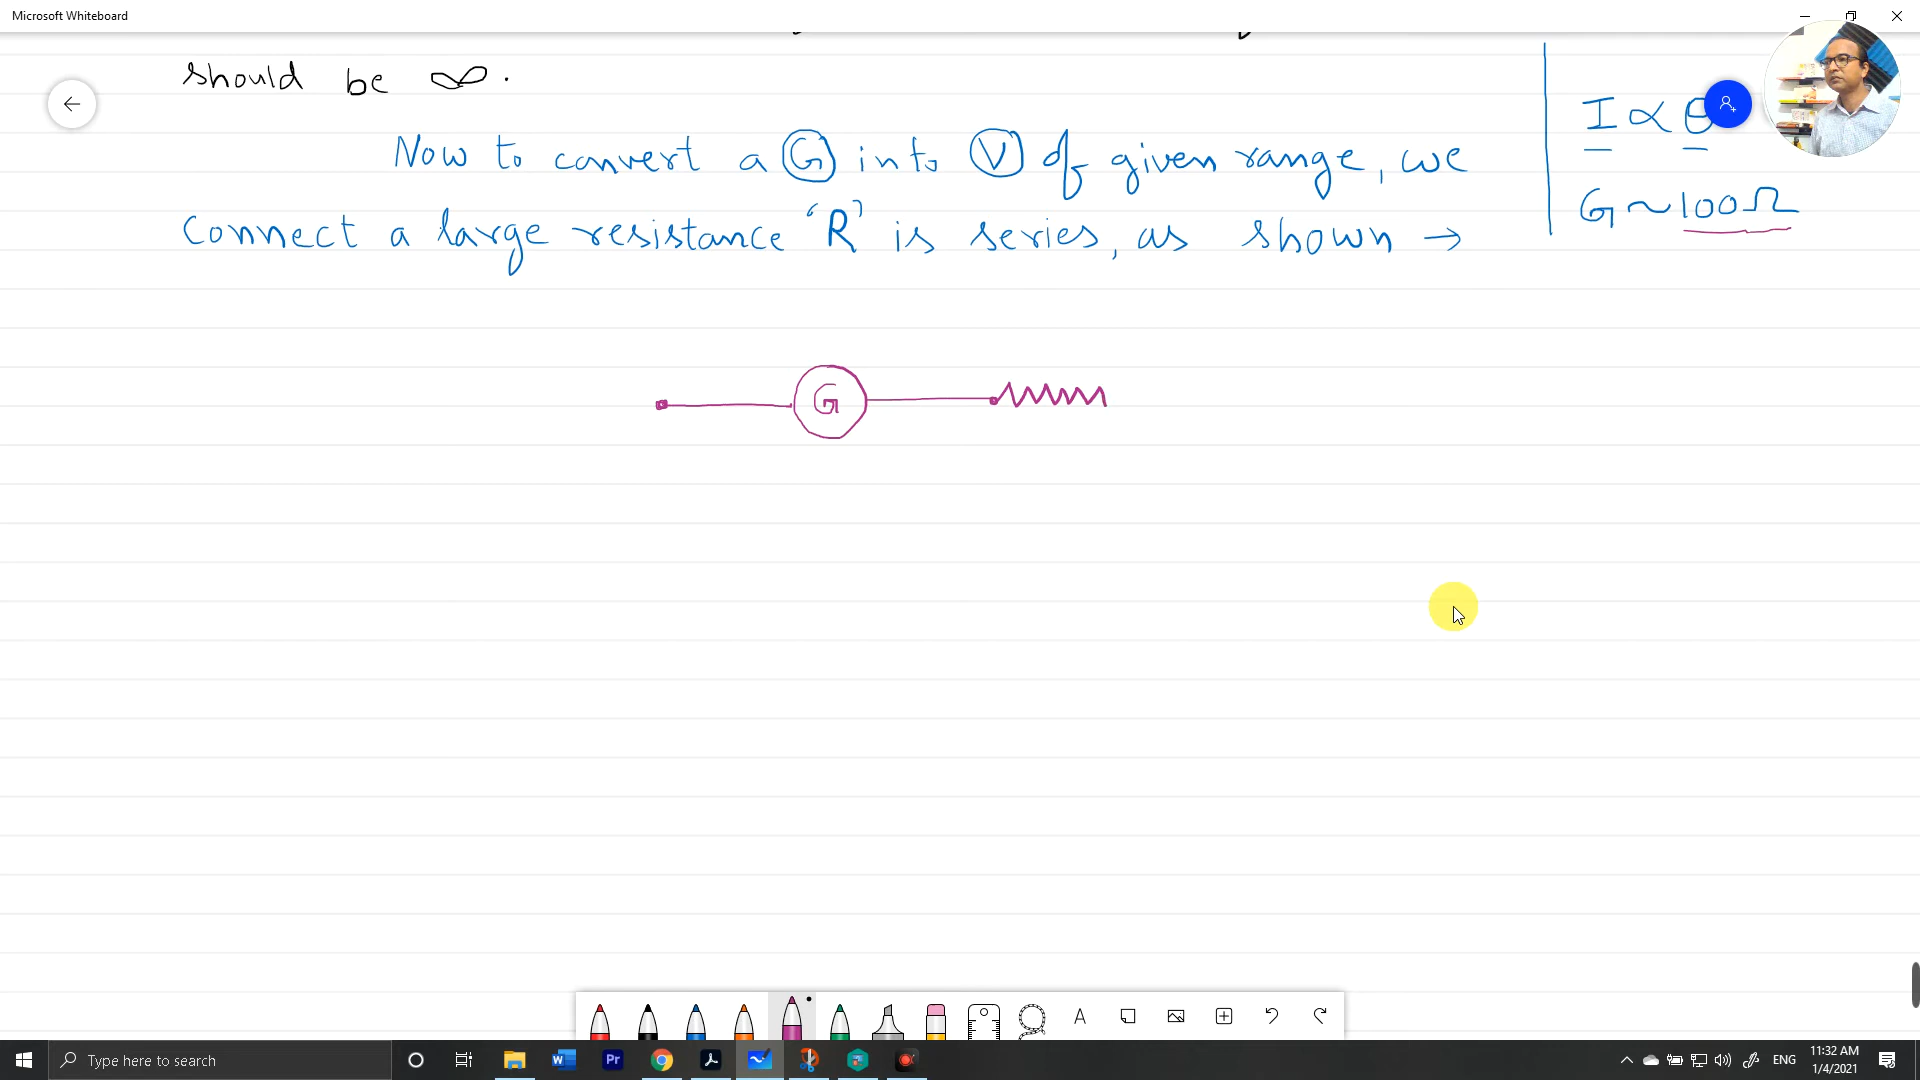 Microsoft Whiteboard
should be ∞.
I ∝ θ
Now to convert a G into V of given range, we
G ~ 100Ω
Connect a large resistance ‘R’ is series, as shown →
G
A
Type here to search
Pr
ENG
11:32 AM
1/4/2021